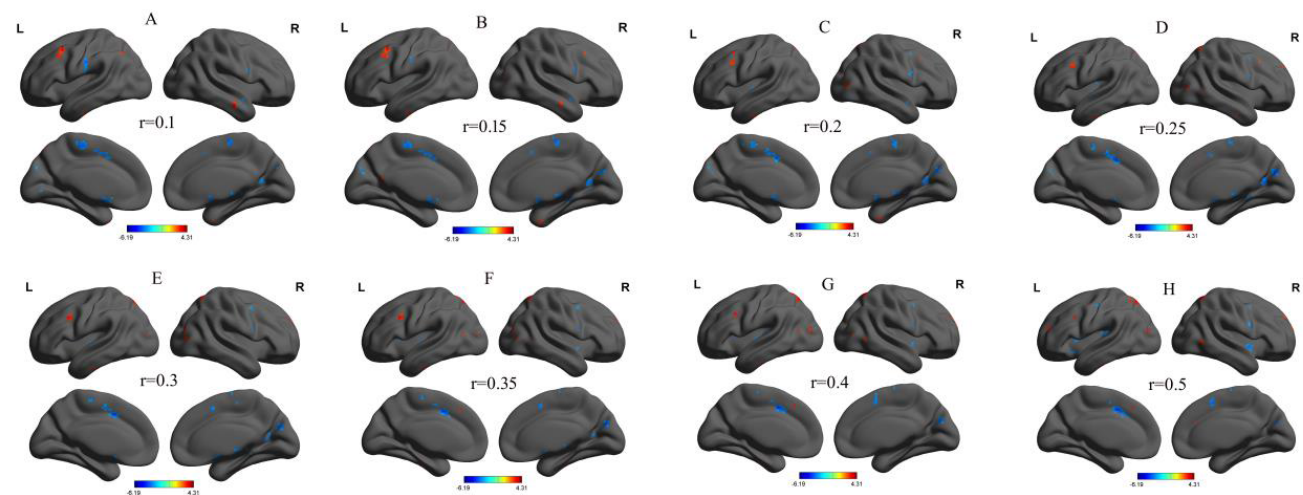 A
B
C
D
L
R
L
R
L
R
L
R
r=0.1
r=0.15
r=0.2
r=0.25
-6.19 4.31
-6.19 4.31
-6.19 4.31
-6.19 4.31
E
F
G
H
L
R
L
R
L
R
L
R
r=0.3
r=0.35
r=0.4
r=0.5
-6.19 4.31
-6.19 4.31
-6.19 4.31
-6.19 4.31